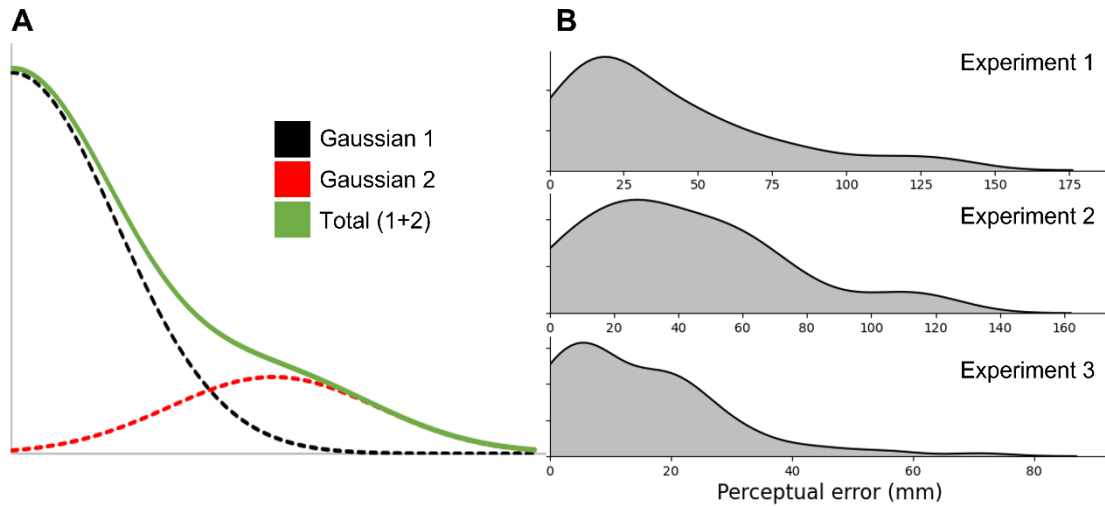 A
B
Gaussian 1
Gaussian 2
Total (1+2)
Experiment 1
0 25 50 75 100 125 150 175
Experiment 2
0 20 40 60 80 100 120 140 160
Experiment 3
0 20 40 60 80
Perceptual error (mm)